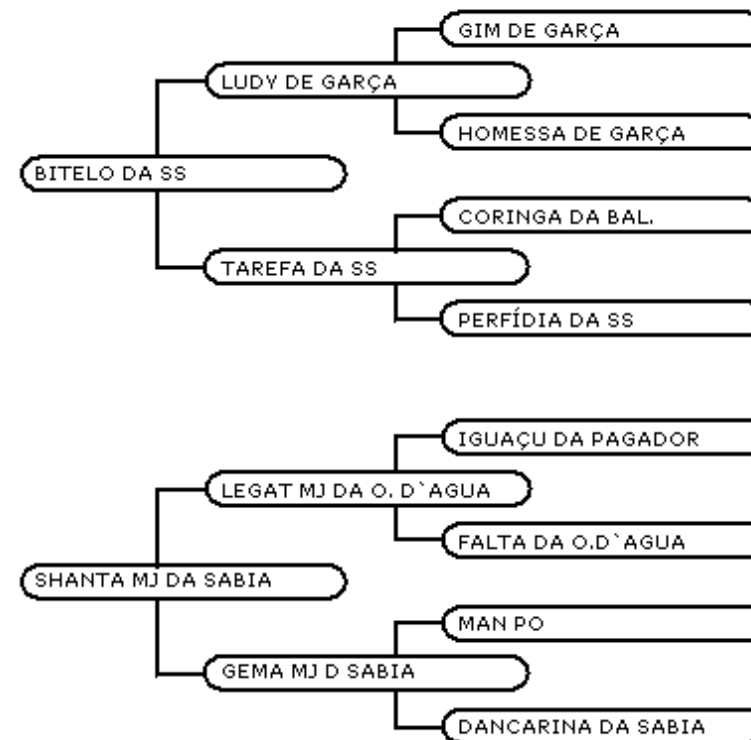 GIM DE GARÇA
LUDY DE GARÇA
HOMESSA DE GARÇA
BITELO DA SS
CORINGA DA BAL.
TAREFA DA SS
PERFÍDIA DA SS
IGUAÇU DA PAGADOR
LEGAT MJ DA O. D`AGUA
FALTA DA O.D`AGUA
SHANTA MJ DA SABIA
MAN PO
GEMA MJ D SABIA
DANCARINA DA SABIA